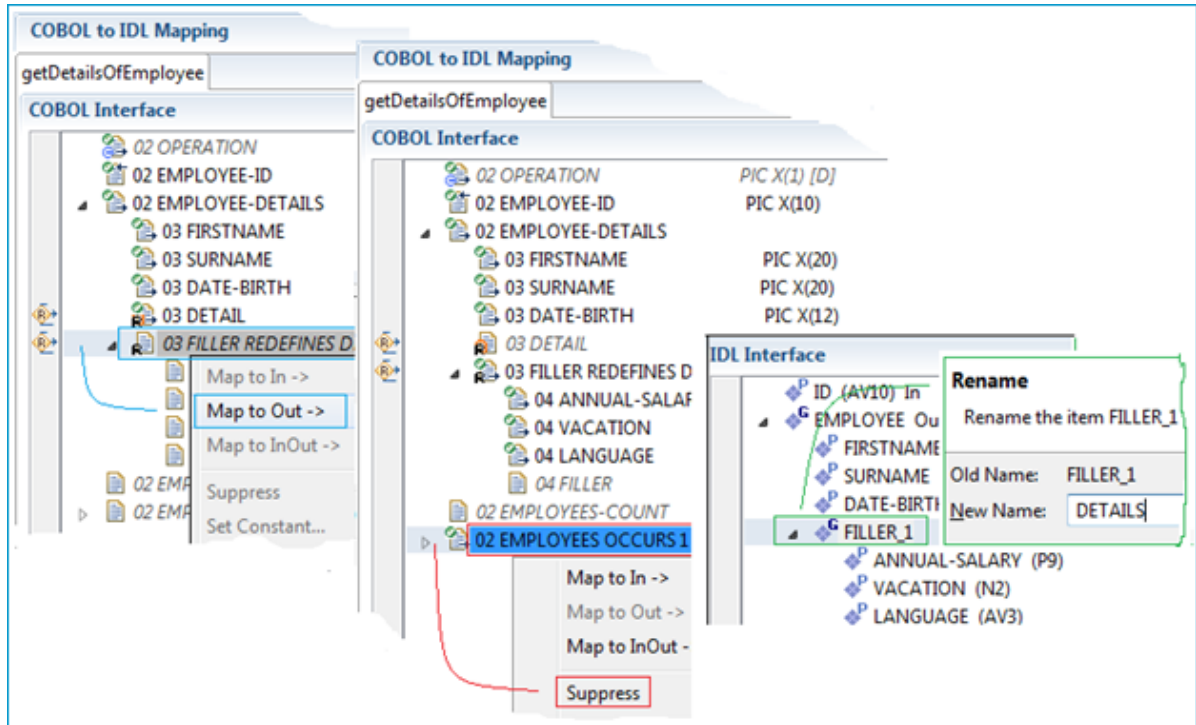 COBOL to IDL Mapping
getDetailsOfEmployee
COBOL Interface
02 OPERATION
02 EMPLOYEE-ID
02 EMPLOYEE-DETAILS
03 FIRSTNAME
03 SURNAME
03 DATE-BIRTH
03 DETAIL
03 FILLER REDEFINES D
Map to In ->
Map to Out ->
Map to InOut ->
02 EMP
Suppress
02 EMP
Set Constant...
COBOL to IDL Mapping
getDetailsOfEmployee
COBOL Interface
02 OPERATION PIC X(1) [D]
02 EMPLOYEE-ID PIC X(10)
02 EMPLOYEE-DETAILS
03 FIRSTNAME PIC X(20)
03 SURNAME PIC X(20)
03 DATE-BIRTH PIC X(12)
03 DETAIL
03 FILLER REDEFINES D
04 ANNUAL-SALAR
04 VACATION
04 LANGUAGE
04 FILLER
02 EMPLOYEES-COUNT
02 EMPLOYEES OCCURS 1
Map to In ->
Map to Out ->
Map to InOut -
Suppress
IDL Interface
ID (AV10) In
EMPLOYEE Ou
FIRSTNAME
SURNAME
DATE-BIRTH
FILLER_1
ANNUAL-SALARY (P9)
VACATION (N2)
LANGUAGE (AV3)
Rename
Rename the item FILLER_1
Old Name: FILLER_1
New Name: DETAILS